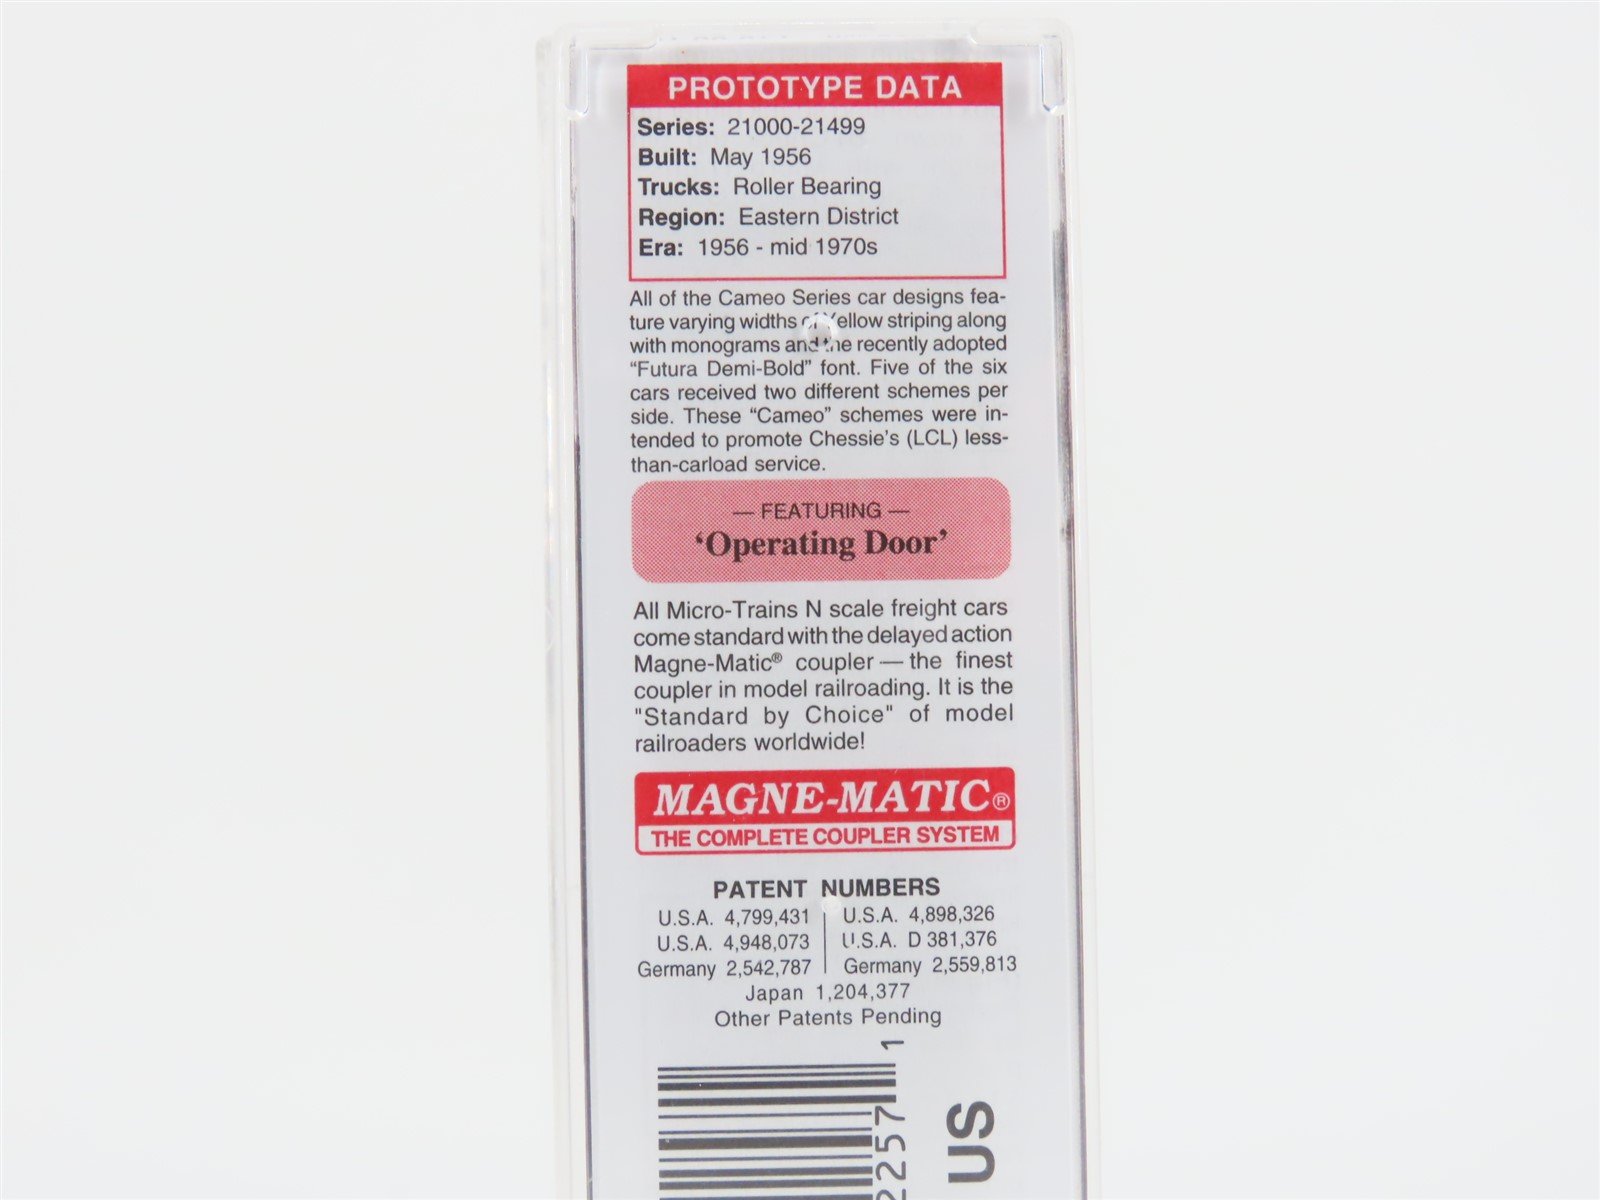 PROTOTYPE DATA
Series: 21000-21499
Built: May 1956
Trucks: Roller Bearing
Region: Eastern District
Era: 1956 - mid 1970s
All of the Cameo Series car designs fea-
ture varying widths of Yellow striping along
with monograms and the recently adopted
“Futura Demi-Bold” font. Five of the six
cars received two different schemes per
side. These “Cameo” schemes were in-
tended to promote Chessie’s (LCL) less-
than-carload service.
— FEATURING —
‘Operating Door’
All Micro-Trains N scale freight cars
come standard with the delayed action
Magne-Matic® coupler — the finest
coupler in model railroading. It is the
"Standard by Choice" of model
railroaders worldwide!
MAGNE-MATIC®
THE COMPLETE COUPLER SYSTEM
PATENT NUMBERS
U.S.A. 4,799,431 U.S.A. 4,898,326
U.S.A. 4,948,073 U.S.A. D 381,376
Germany 2,542,787 Germany 2,559,813
Japan 1,204,377
Other Patents Pending
2257 1
US